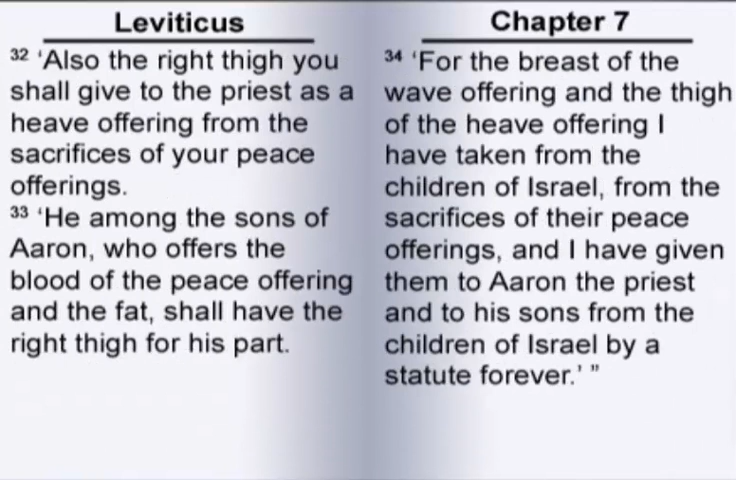 Leviticus
³² ‘Also the right thigh you
shall give to the priest as a
heave offering from the
sacrifices of your peace
offerings.
³³ ‘He among the sons of
Aaron, who offers the
blood of the peace offering
and the fat, shall have the
right thigh for his part.
Chapter 7
³⁴ ‘For the breast of the
wave offering and the thigh
of the heave offering I
have taken from the
children of Israel, from the
sacrifices of their peace
offerings, and I have given
them to Aaron the priest
and to his sons from the
children of Israel by a
statute forever.’ ”